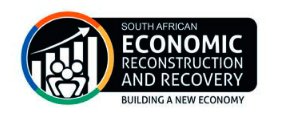 SOUTH AFRICAN
ECONOMIC
RECONSTRUCTION
AND RECOVERY
BUILDING A NEW ECONOMY